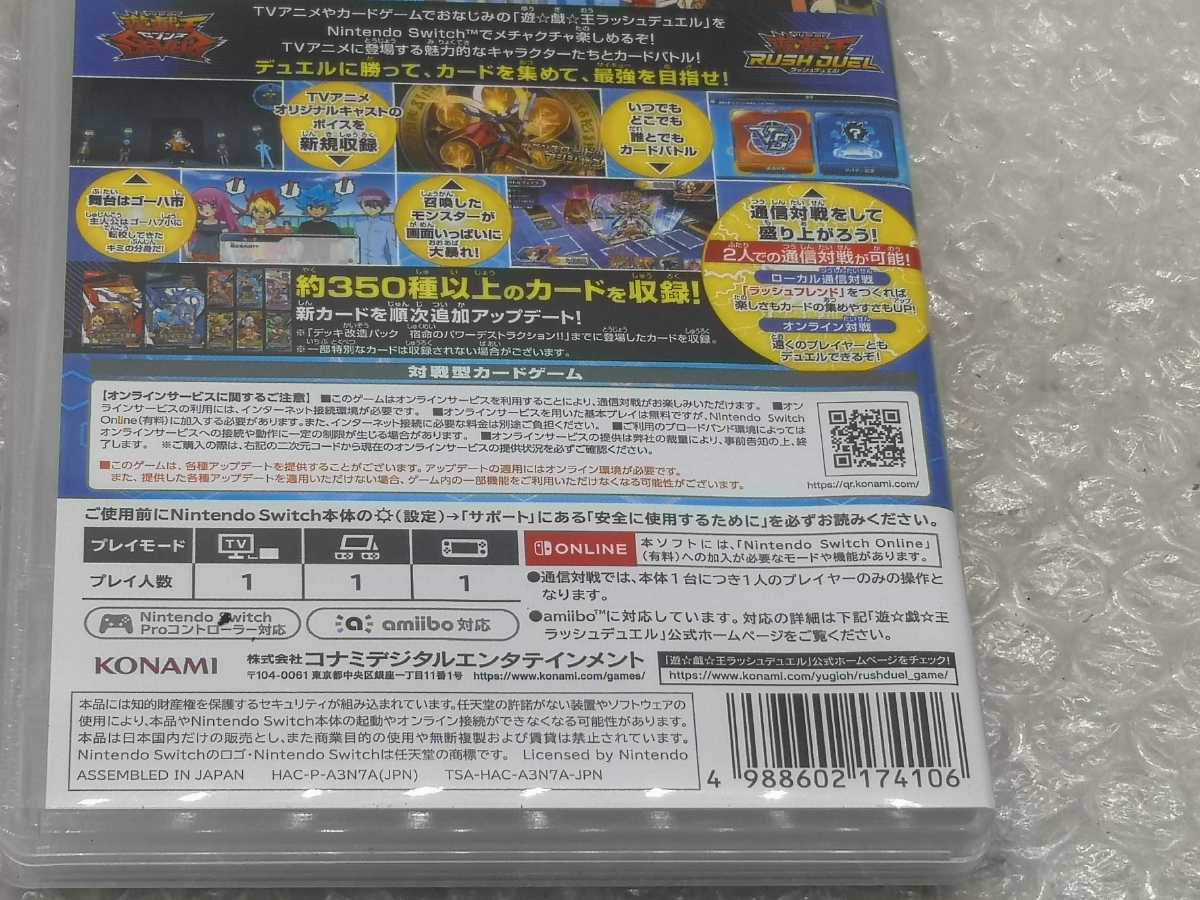 TVアニメやカードゲームでおなじみの「遊☆戯☆王ラッシュデュエル」を
Nintendo Switch™でメチャクチャ楽しめるぞ!
TVアニメに登場する魅力的なキャラクターたちとカードバトル!
デュエルに勝って、カードを集めて、最強を目指せ!
遊戯王
SEVENS
遊戯王
RUSH DUEL
ラッシュデュエル
TVアニメ
オリジナルキャストの
ボイスを
新規収録
いつでも
どこでも
誰とでも
カードバトル
舞台はゴーハ市
主人公はゴーハ7小に
転校してきた
キミの分身だ!
召喚した
モンスターが
画面いっぱいに
大暴れ!
通信対戦をして
盛り上がろう!
2人での通信対戦が可能!
ローカル通信対戦
「ラッシュフレンド」をつくれば
楽しさもカードの集めやすさもUP!
オンライン対戦
遠くのプレイヤーとも
デュエルできるぞ!
約350種以上のカードを収録!
新カードを順次追加アップデート!
※「デッキ改造パック 宿命のパワーデストラクション!!」までに登場したカードを収録。
※一部特別なカードは収録されない場合がございます。
対戦型カードゲーム
【オンラインサービスに関するご注意】 ■このゲームはオンラインサービスを利用することにより、通信対戦がお楽しみいただけます。 ■オン
ラインサービスの利用には、インターネット接続環境が必要です。 ■オンラインサービスを用いた基本プレイは無料ですが、Nintendo Switch
Online(有料)に加入する必要があります。また、インターネット接続に必要な料金は別途ご負担ください。 ■ご利用のブロードバンド環境によっては
オンラインサービスへの接続や動作に一定の制限が生じる場合があります。 ■オンラインサービスの提供は弊社の裁量により、事前告知の上、終
了します。 ※ご購入の際は、右記の二次元コードから現在のオンラインサービスの提供状況を必ずご確認ください。
■このゲームは、各種アップデートを提供することがございます。アップデートの適用にはオンライン環境が必要です。
また、提供した各種アップデートを適用いただけない場合、ゲーム内の一部機能をご利用いただけなくなる可能性がございます。
https://qr.konami.com/
ご使用前にNintendo Switch本体の(設定)→「サポート」にある「安全に使用するために」を必ずお読みください。
プレイモード TV
プレイ人数 1 1 1
ONLINE
本ソフトには、「Nintendo Switch Online」
(有料)への加入が必要なモードや機能があります。
●通信対戦では、本体1台につき1人のプレイヤーのみの操作と
なります。
●amiibo™に対応しています。対応の詳細は下記「遊☆戯☆王
ラッシュデュエル」公式ホームページをご覧ください。
Nintendo Switch
Proコントローラー対応
amiibo 対応
KONAMI
株式会社コナミデジタルエンタテインメント
〒104-0061 東京都中央区銀座一丁目11番1号 https://www.konami.com/games/
「遊☆戯☆王ラッシュデュエル」公式ホームページをチェック!
https://www.konami.com/yugioh/rushduel_game/
本品には知的財産権を保護するセキュリティが組み込まれています。任天堂の許諾がない装置やソフトウェアの
使用により、本品やNintendo Switch本体の起動やオンライン接続ができなくなる可能性があります。
本品は日本国内だけの販売とし、また商業目的の使用や無断複製および賃貸は禁止されています。
Nintendo Switchのロゴ・Nintendo Switchは任天堂の商標です。 Licensed by Nintendo
ASSEMBLED IN JAPAN HAC-P-A3N7A(JPN) TSA-HAC-A3N7A-JPN
4 988602 174106